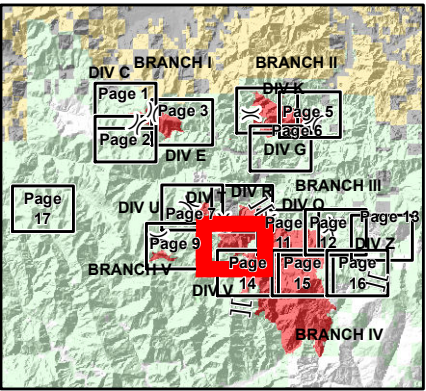 BRANCH I
BRANCH II
DIV C
Page 1
Page 3
Page 2
DIV E
DIV K
Page 5
Page 6
DIV G
Page
17
DIV R
BRANCH III
DIV U
Page 7
DIV O
Page 13
11
Page
12
Page 9
DIV Z
BRANCH V
Page
14
Page
15
Page
16
DIV V
BRANCH IV